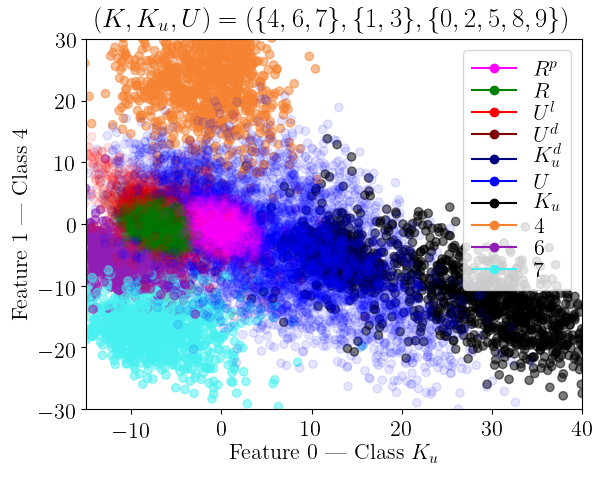 (K, K_u, U) = ({4, 6, 7}, {1, 3}, {0, 2, 5, 8, 9})
30
20
10
0
−10
−20
−30
Feature 1 — Class 4
R^p
R
U^l
U^d
K_u^d
U
K_u
4
6
7
−10
0
10
20
30
40
Feature 0 — Class K_u